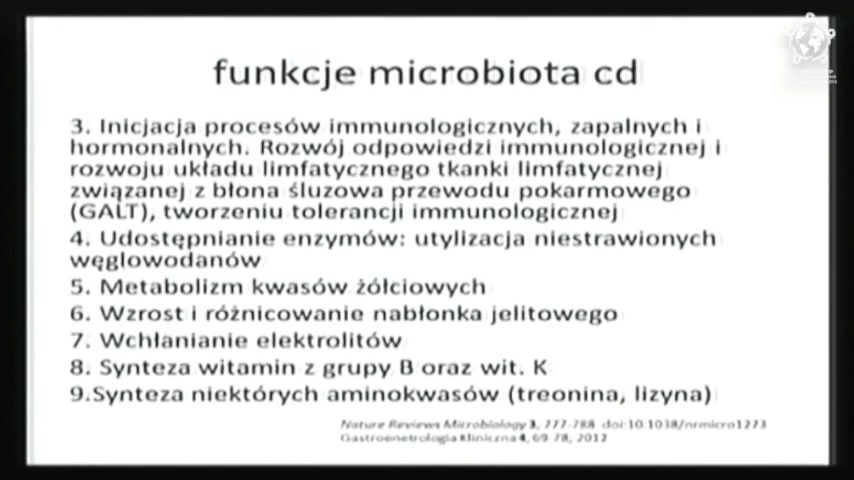 funkcje microbiota cd
3. Inicjacja procesów immunologicznych, zapalnych i
hormonalnych. Rozwój odpowiedzi immunologicznej i
rozwoju układu limfatycznego tkanki limfatycznej
związanej z błona śluzowa przewodu pokarmowego
(GALT), tworzeniu tolerancji immunologicznej
4. Udostępnianie enzymów: utylizacja niestrawionych
węglowodanów
5. Metabolizm kwasów żółciowych
6. Wzrost i różnicowanie nabłonka jelitowego
7. Wchłanianie elektrolitów
8. Synteza witamin z grupy B oraz wit. K
9.Synteza niektórych aminokwasów (treonina, lizyna)
Nature Reviews Microbiology 3, 777-788 doi:10.1038/nrmicro1273
Gastroenetrologia Kliniczna 4, 69-78, 2012